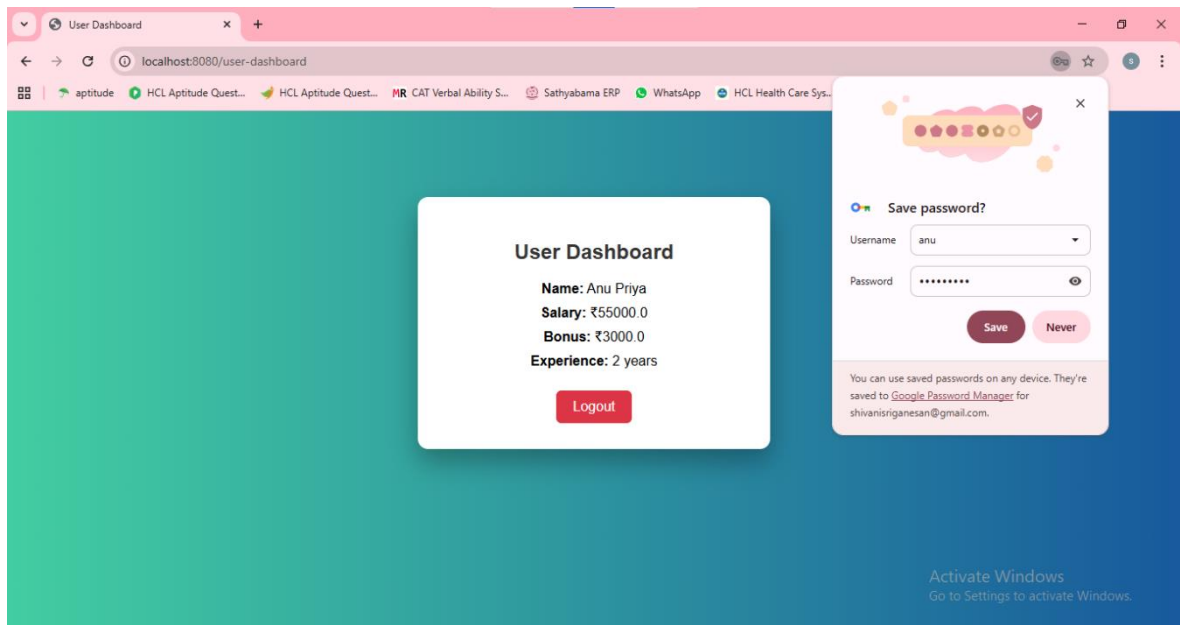 User Dashboard
localhost:8080/user-dashboard
S
aptitude HCL Aptitude Quest... HCL Aptitude Quest... MR CAT Verbal Ability S... Sathyabama ERP WhatsApp HCL Health Care Sys...
User Dashboard
Name: Anu Priya
Salary: ₹55000.0
Bonus: ₹3000.0
Experience: 2 years
Logout
Save password?
Username anu
Password •••••••••
Save Never
You can use saved passwords on any device. They're
saved to Google Password Manager for
shivanisriganesan@gmail.com.
Activate Windows
Go to Settings to activate Windows.